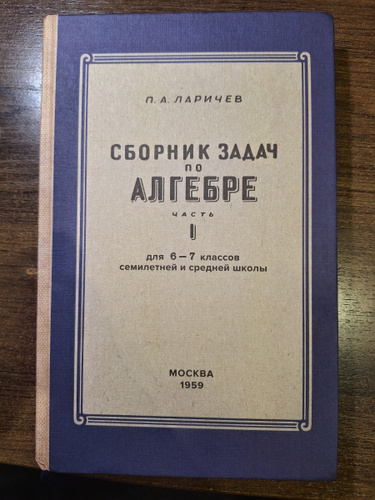 П. А. ЛАРИЧЕВ
СБОРНИК ЗАДАЧ
ПО
АЛГЕБРЕ
ЧАСТЬ
I
для 6—7 классов
семилетней и средней школы
МОСКВА
1959